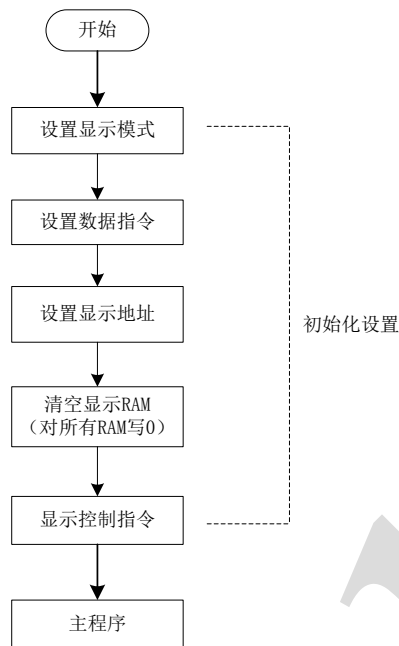 开始
设置显示模式
设置数据指令
设置显示地址
初始化设置
清空显示RAM
（对所有RAM写0）
显示控制指令
主程序